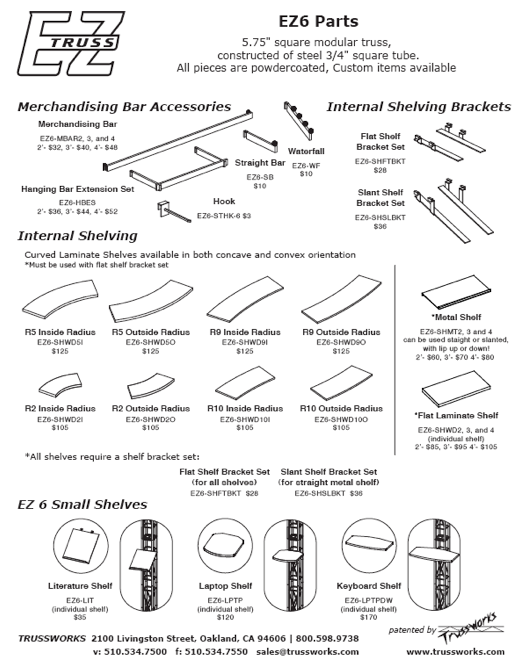 EZ
TRUSS
EZ6 Parts
5.75" square modular truss,
constructed of steel 3/4" square tube.
All pieces are powdercoated, Custom items available
Merchandising Bar Accessories
Merchandising Bar
EZ6-MBAR2, 3, and 4
2'- $32, 3'- $40, 4'- $48
Straight Bar
EZ6-SB
$10
Waterfall
EZ6-WF
$10
Hanging Bar Extension Set
EZ6-HBES
2'- $36, 3'- $44, 4'- $52
Hook
EZ6-STHK-6 $3
Internal Shelving Brackets
Flat Shelf
Bracket Set
EZ6-SHFTBKT
$28
Slant Shelf
Bracket Set
EZ6-SHSLBKT
$36
Internal Shelving
Curved Laminate Shelves available in both concave and convex orientation
*Must be used with flat shelf bracket set
R5 Inside Radius
EZ6-SHWD5I
$125
R5 Outside Radius
EZ6-SHWD5O
$125
R9 Inside Radius
EZ6-SHWD9I
$125
R9 Outside Radius
EZ6-SHWD9O
$125
R2 Inside Radius
EZ6-SHWD2I
$105
R2 Outside Radius
EZ6-SHWD2O
$105
R10 Inside Radius
EZ6-SHWD10I
$105
R10 Outside Radius
EZ6-SHWD10O
$105
*Metal Shelf
EZ6-SHMT2, 3 and 4
can be used staight or slanted,
with lip up or down!
2'- $60, 3'- $70 4'- $80
*Flat Laminate Shelf
EZ6-SHWD2, 3, and 4
(individual shelf)
2'- $85, 3'- $95 4'- $105
*All shelves require a shelf bracket set:
Flat Shelf Bracket Set
(for all shelves)
EZ6-SHFTBKT $28
Slant Shelf Bracket Set
(for straight metal shelf)
EZ6-SHSLBKT $36
EZ 6 Small Shelves
Literature Shelf
EZ6-LIT
(individual shelf)
$35
Laptop Shelf
EZ6-LPTP
(individual shelf)
$120
Keyboard Shelf
EZ6-LPTPDW
(individual shelf)
$170
TRUSSWORKS 2100 Livingston Street, Oakland, CA 94606 | 800.598.9738
v: 510.534.7500 f: 510.534.7550 sales@trussworks.com
patented by
Trussworks
www.trussworks.com